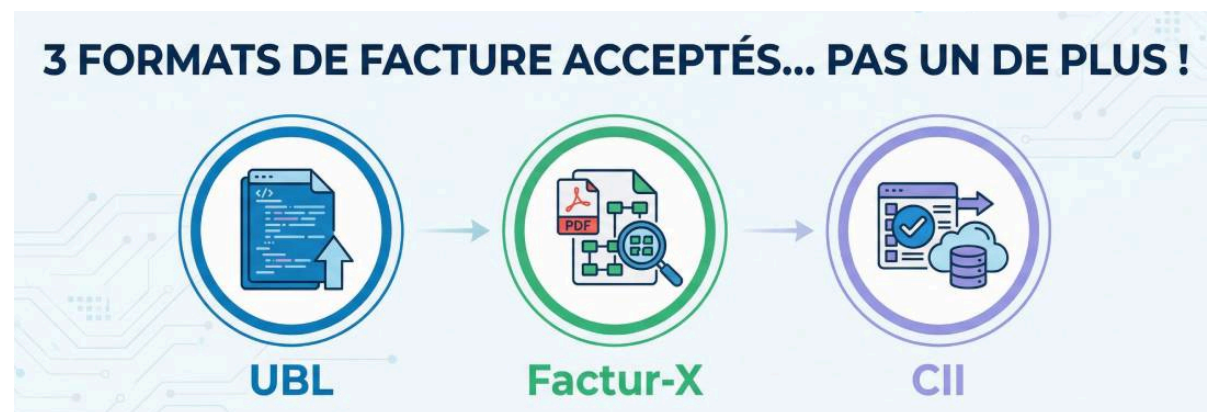 3 FORMATS DE FACTURE ACCEPTÉS... PAS UN DE PLUS !
</>
PDF
UBL
Factur-X
CII